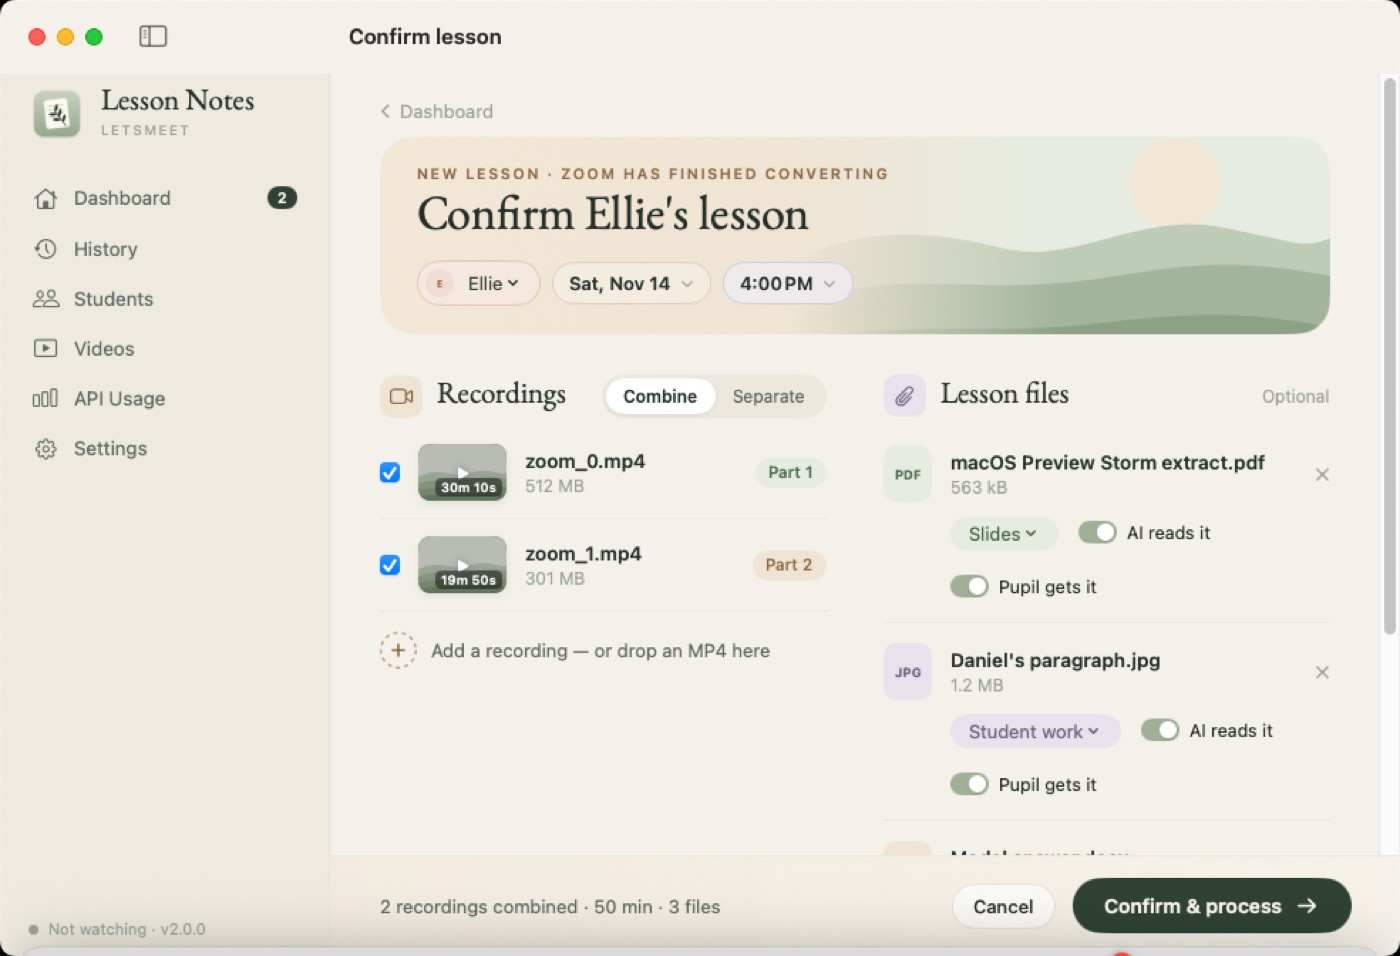 Confirm lesson
Lesson Notes
LETSMEET
Dashboard 2
History
Students
Videos
API Usage
Settings
Not watching · v2.0.0
Dashboard
NEW LESSON · ZOOM HAS FINISHED CONVERTING
Confirm Ellie's lesson
E Ellie Sat, Nov 14 4:00 PM
Recordings Combine Separate
zoom_0.mp4
512 MB
30m 10s
Part 1
zoom_1.mp4
301 MB
19m 50s
Part 2
Add a recording — or drop an MP4 here
Lesson files Optional
PDF
macOS Preview Storm extract.pdf
563 kB
Slides AI reads it
Pupil gets it
JPG
Daniel's paragraph.jpg
1.2 MB
Student work AI reads it
Pupil gets it
2 recordings combined · 50 min · 3 files
Cancel
Confirm & process